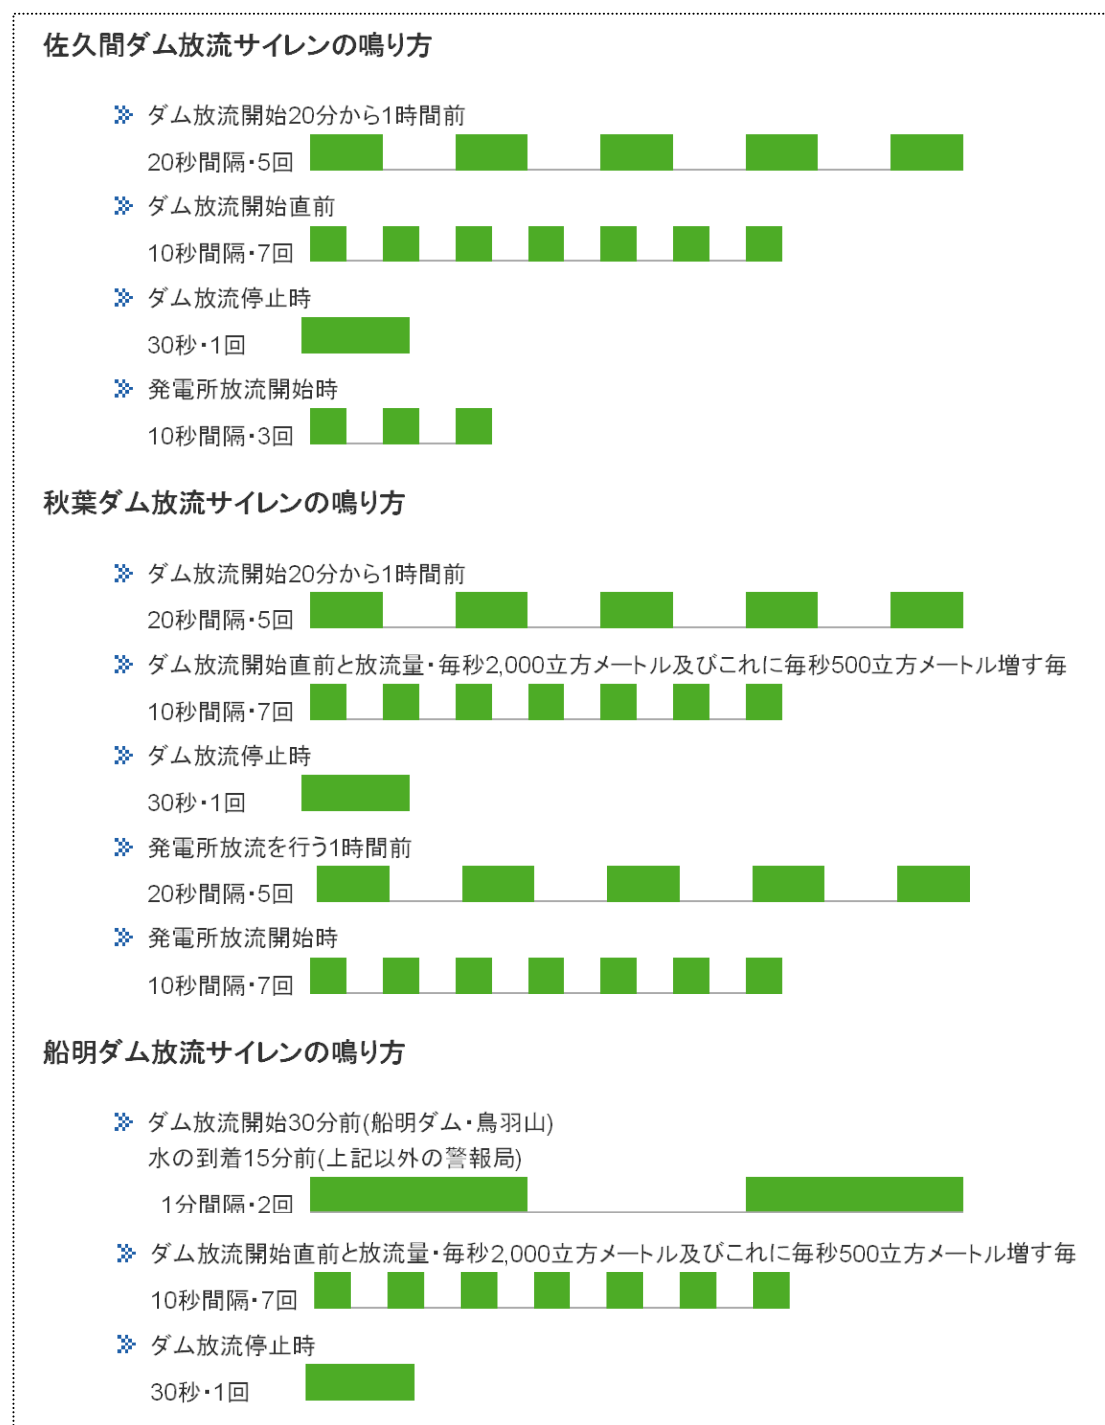 佐久間ダム放流サイレンの鳴り方
ダム放流開始20分から1時間前
20秒間隔・5回
ダム放流開始直前
10秒間隔・7回
ダム放流停止時
30秒・1回
発電所放流開始時
10秒間隔・3回
秋葉ダム放流サイレンの鳴り方
ダム放流開始20分から1時間前
20秒間隔・5回
ダム放流開始直前と放流量・毎秒2,000立方メートル及びこれに毎秒500立方メートル増す毎
10秒間隔・7回
ダム放流停止時
30秒・1回
発電所放流を行う1時間前
20秒間隔・5回
発電所放流開始時
10秒間隔・7回
船明ダム放流サイレンの鳴り方
ダム放流開始30分前(船明ダム・鳥羽山)
水の到着15分前(上記以外の警報局)
1分間隔・2回
ダム放流開始直前と放流量・毎秒2,000立方メートル及びこれに毎秒500立方メートル増す毎
10秒間隔・7回
ダム放流停止時
30秒・1回